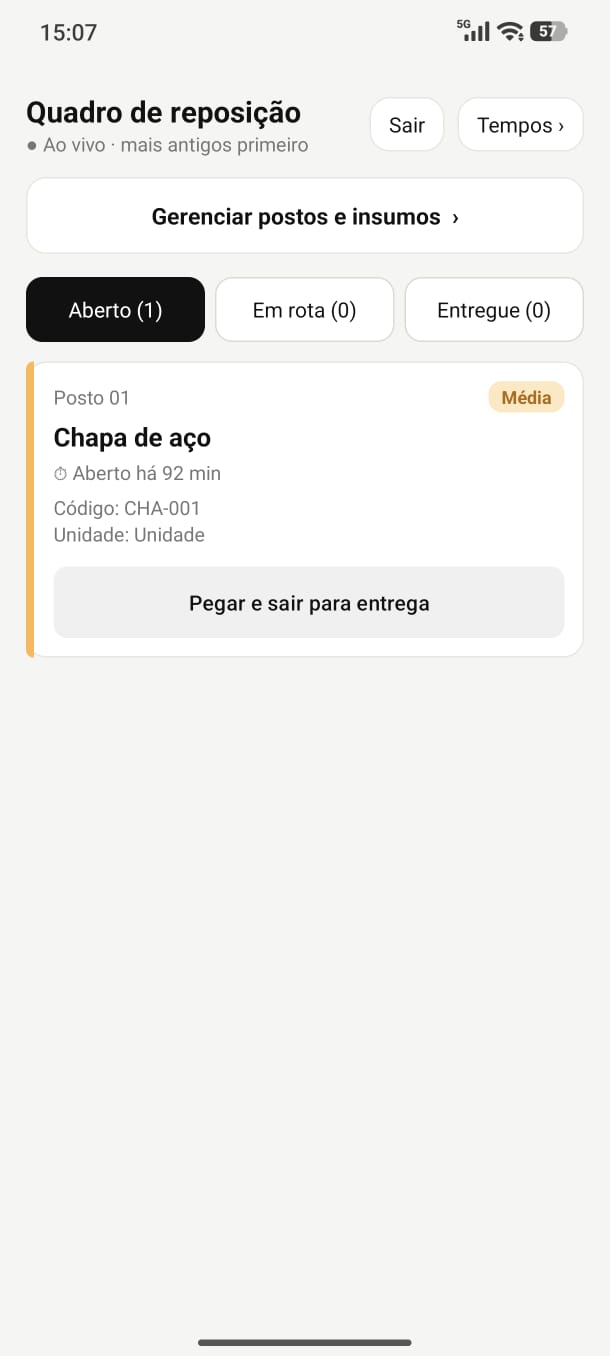 15:07
5G
57
Quadro de reposição
● Ao vivo · mais antigos primeiro
Sair
Tempos ›
Gerenciar postos e insumos ›
Aberto (1)
Em rota (0)
Entregue (0)
Posto 01
Média
Chapa de aço
⏱ Aberto há 92 min
Código: CHA-001
Unidade: Unidade
Pegar e sair para entrega